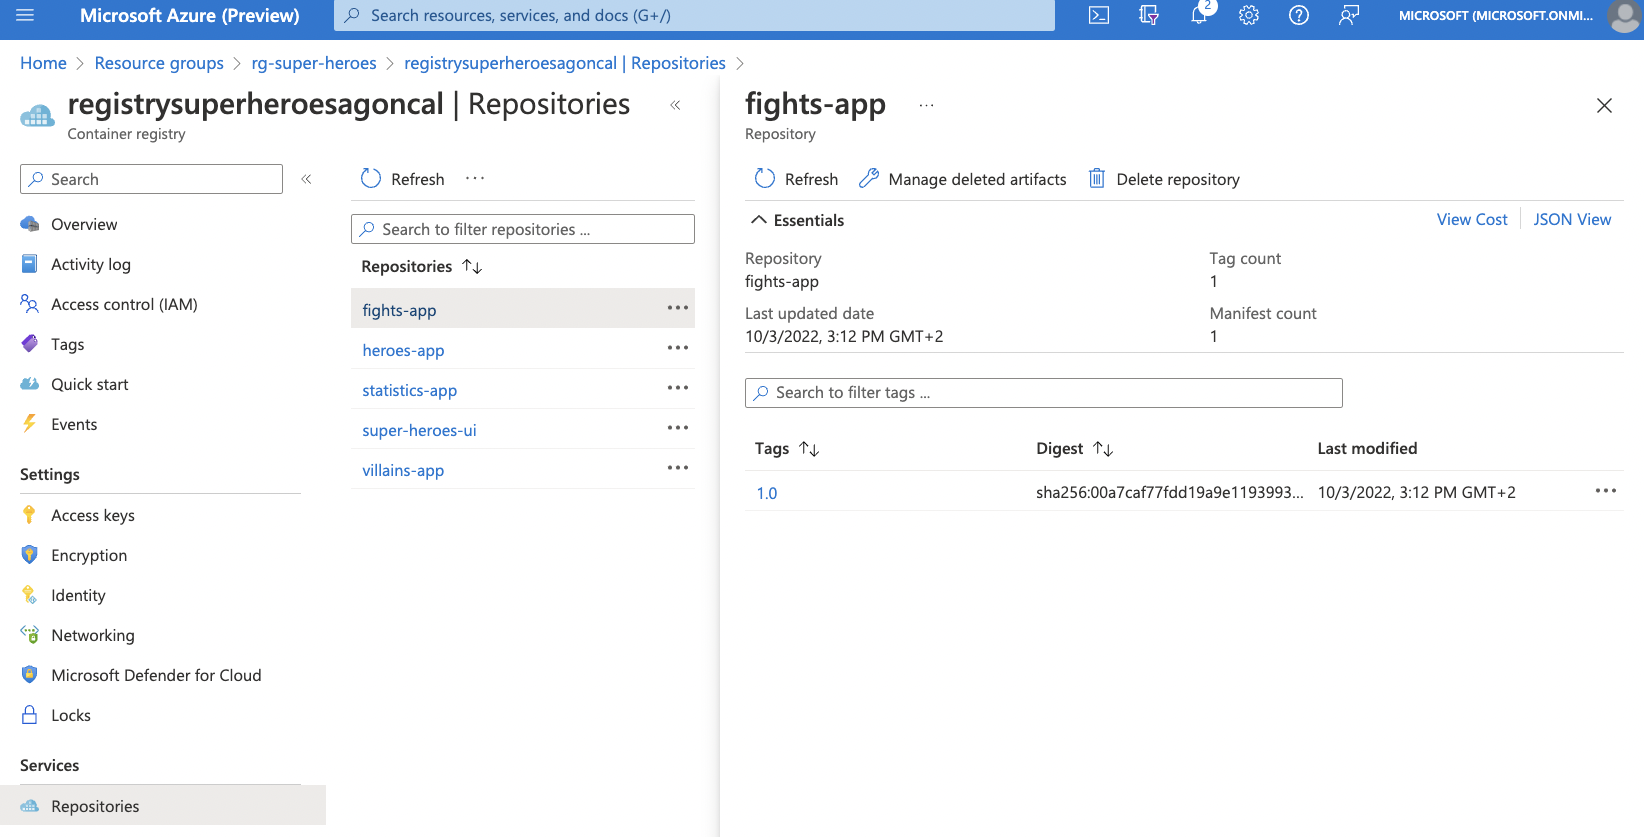 Microsoft Azure (Preview)
Search resources, services, and docs (G+/)
2
MICROSOFT (MICROSOFT.ONMI...
Home > Resource groups > rg-super-heroes > registrysuperheroesagoncal | Repositories >
registrysuperheroesagoncal | Repositories
Container registry
Search
Overview
Activity log
Access control (IAM)
Tags
Quick start
Events
Settings
Access keys
Encryption
Identity
Networking
Microsoft Defender for Cloud
Locks
Services
Repositories
Refresh
Search to filter repositories ...
Repositories
fights-app
heroes-app
statistics-app
super-heroes-ui
villains-app
fights-app
Repository
Refresh
Manage deleted artifacts
Delete repository
Essentials
View Cost
JSON View
Repository
fights-app
Tag count
1
Last updated date
10/3/2022, 3:12 PM GMT+2
Manifest count
1
Search to filter tags ...
Tags
Digest
Last modified
1.0
sha256:00a7caf77fdd19a9e1193993...
10/3/2022, 3:12 PM GMT+2